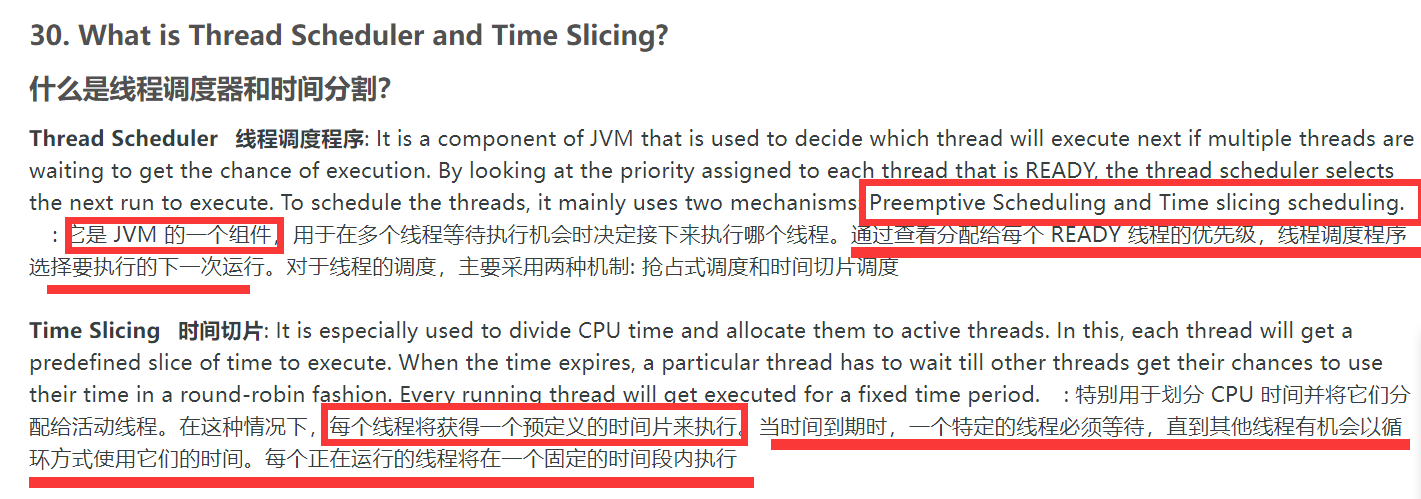 30. What is Thread Scheduler and Time Slicing?
什么是线程调度器和时间分割?
Thread Scheduler 线程调度程序: It is a component of JVM that is used to decide which thread will execute next if multiple threads are
waiting to get the chance of execution. By looking at the priority assigned to each thread that is READY, the thread scheduler selects
the next run to execute. To schedule the threads, it mainly uses two mechanisms: Preemptive Scheduling and Time slicing scheduling.
: 它是 JVM 的一个组件，用于在多个线程等待执行机会时决定接下来执行哪个线程。通过查看分配给每个 READY 线程的优先级，线程调度程序
选择要执行的下一次运行。对于线程的调度，主要采用两种机制: 抢占式调度和时间切片调度
Time Slicing 时间切片: It is especially used to divide CPU time and allocate them to active threads. In this, each thread will get a
predefined slice of time to execute. When the time expires, a particular thread has to wait till other threads get their chances to use
their time in a round-robin fashion. Every running thread will get executed for a fixed time period. : 特别用于划分 CPU 时间并将它们分
配给活动线程。在这种情况下，每个线程将获得一个预定义的时间片来执行。当时间到期时，一个特定的线程必须等待，直到其他线程有机会以循
环方式使用它们的时间。每个正在运行的线程将在一个固定的时间段内执行